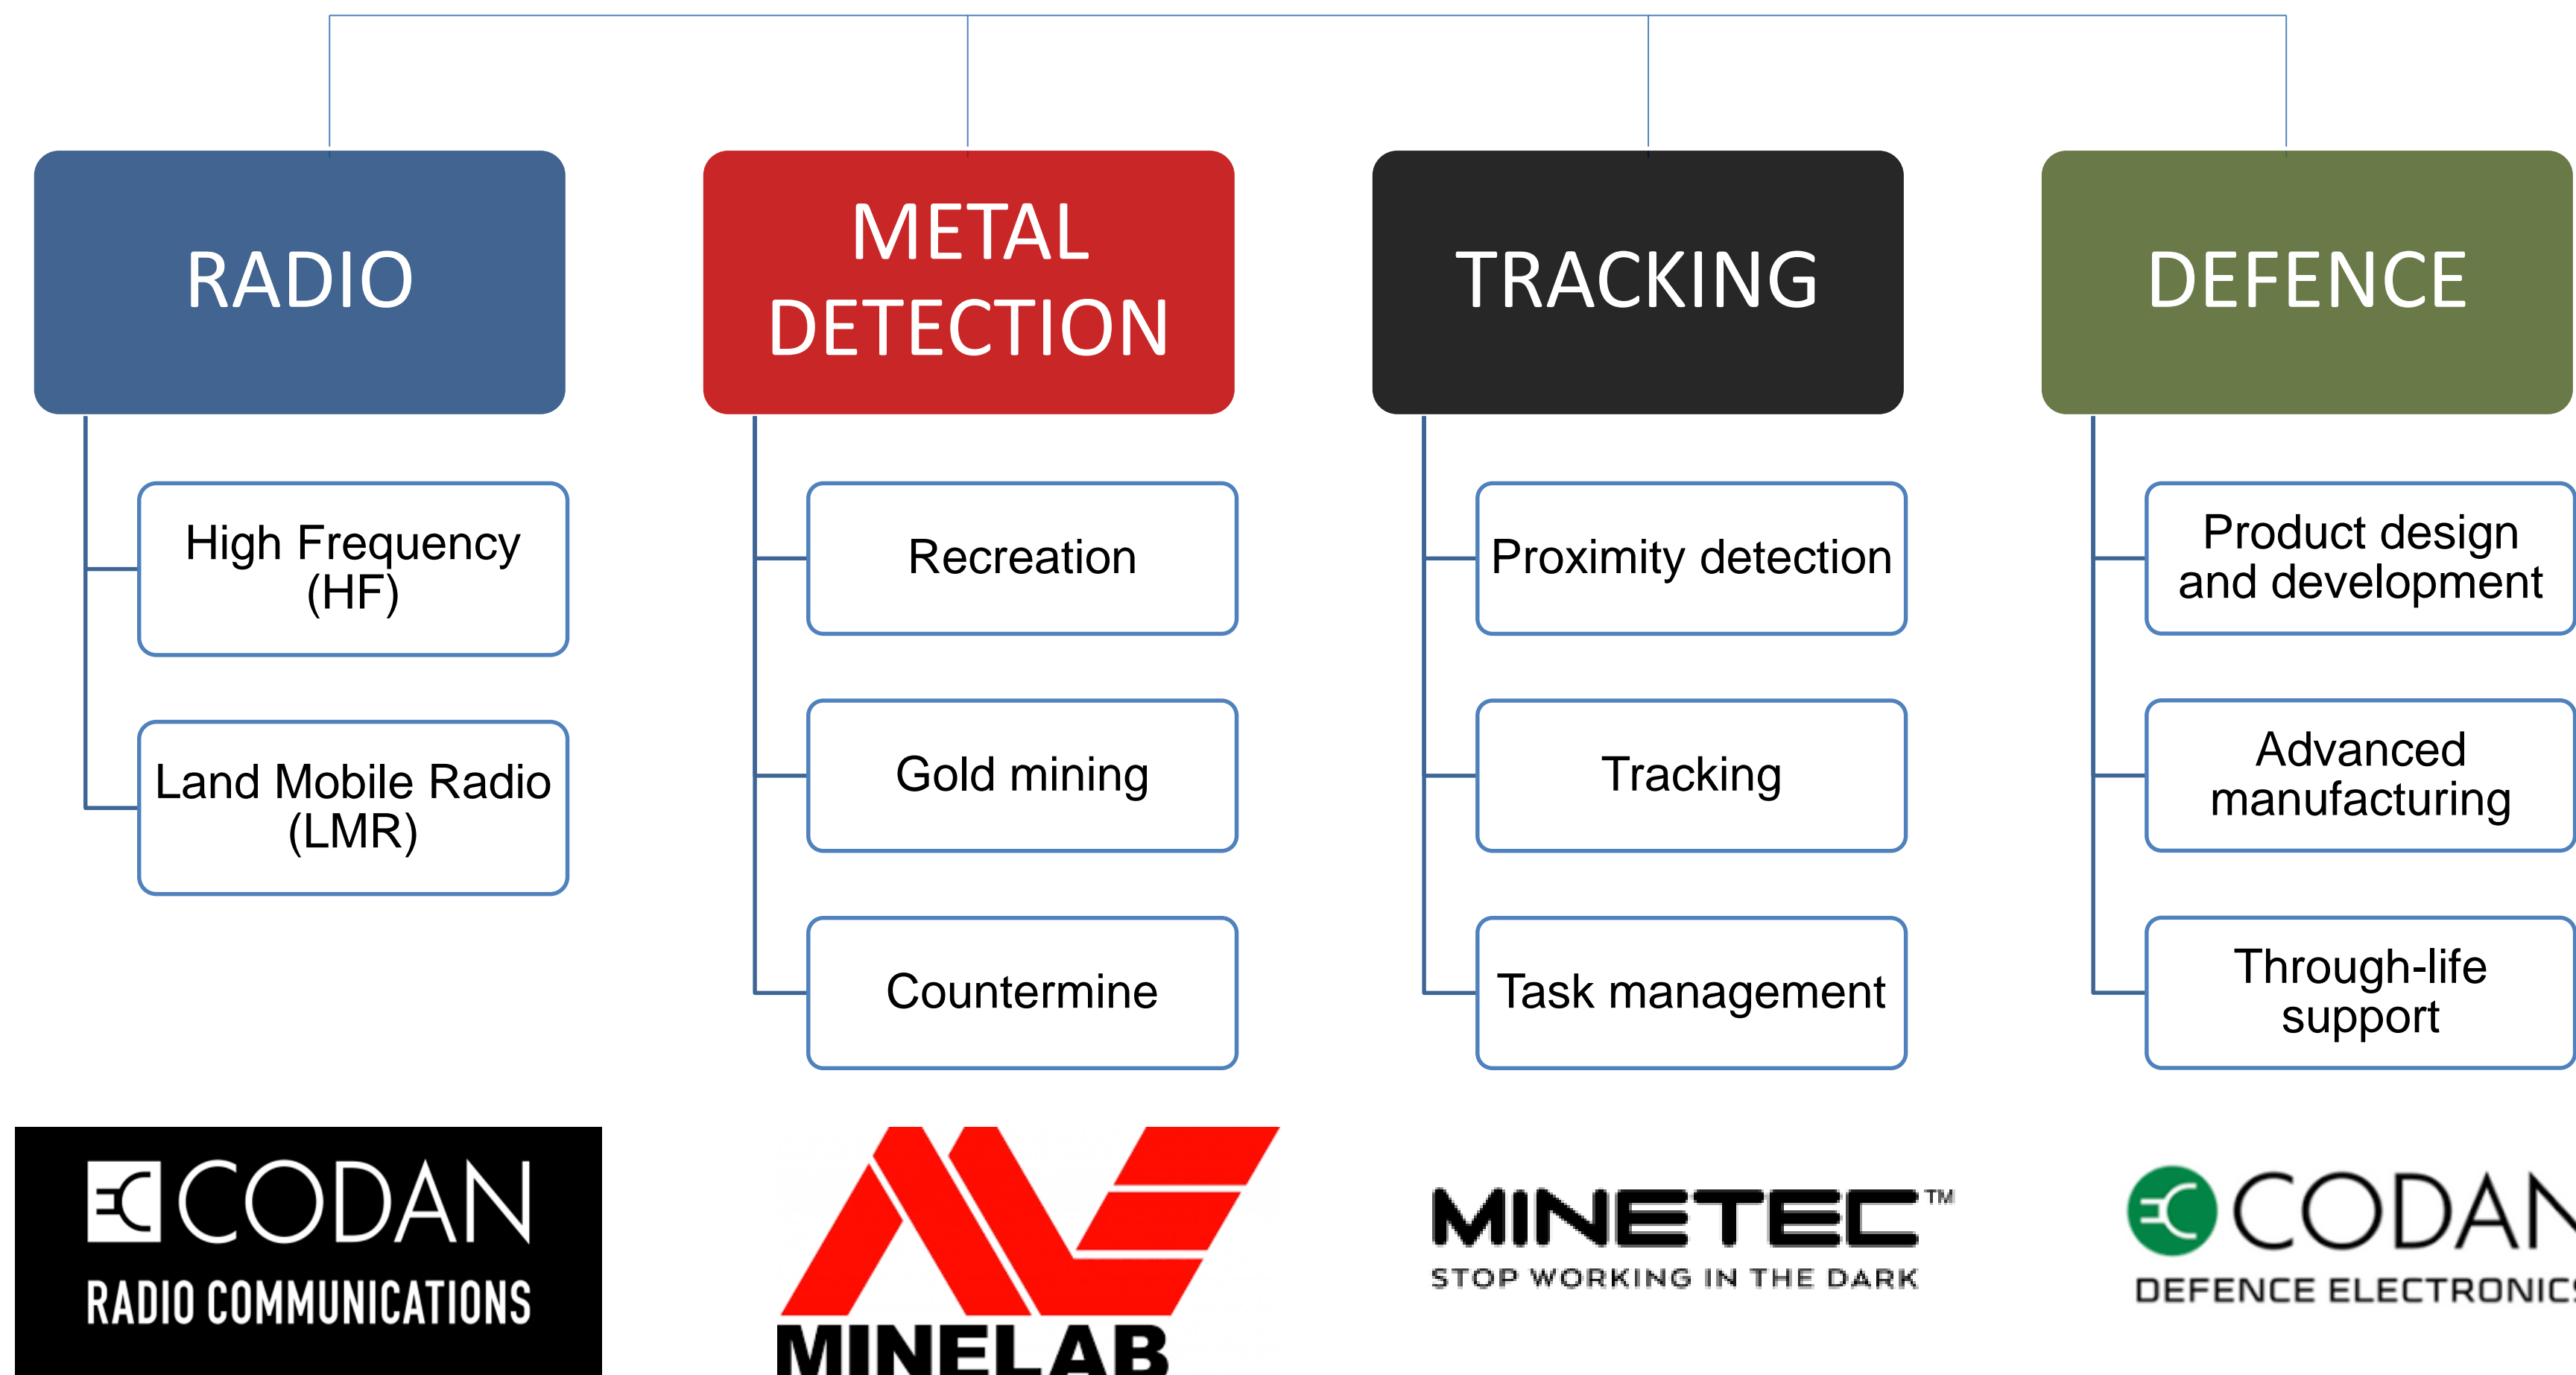 RADIO
High Frequency
(HF)
Land Mobile Radio
(LMR)
METAL
DETECTION
Recreation
Gold mining
Countermine
TRACKING
Proximity detection
Tracking
Task management
DEFENCE
Product design
and development
Advanced
manufacturing
Through-life
support
CODAN
RADIO COMMUNICATIONS
MINELAB
MINETEC™
STOP WORKING IN THE DARK
CODAN
DEFENCE ELECTRONICS